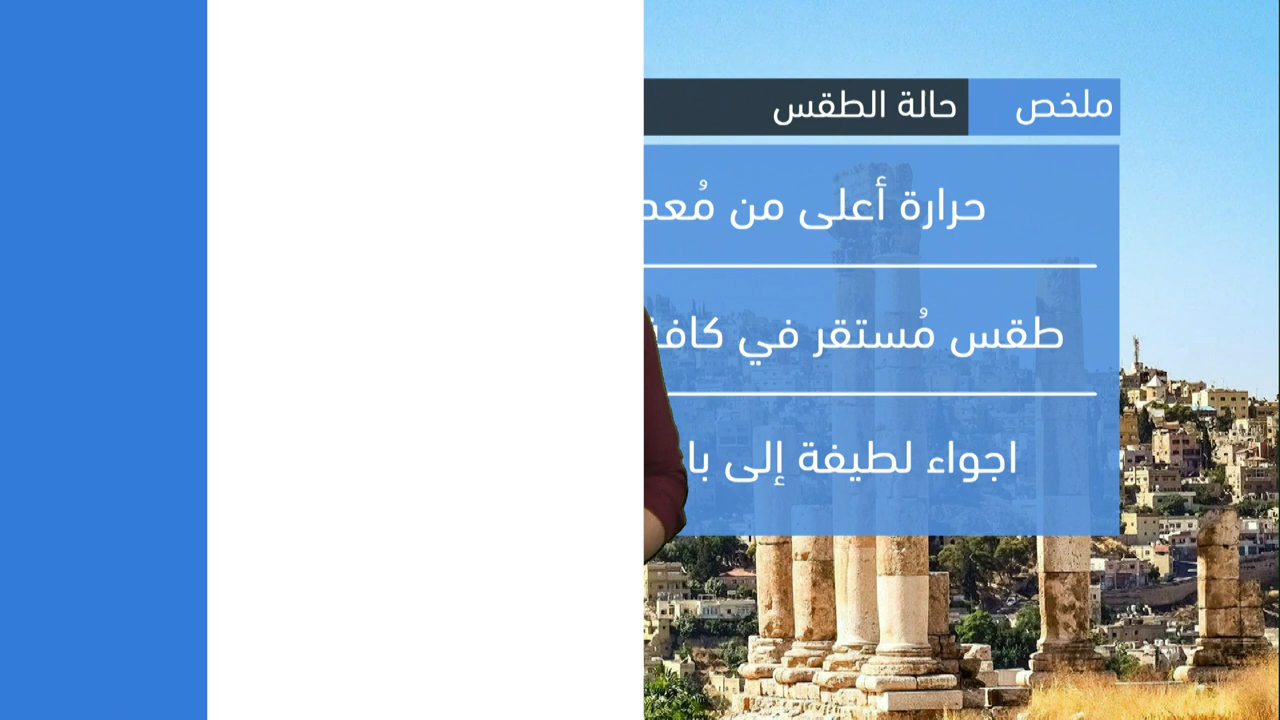 ملخص حالة الطقس
حرارة أعلى من
طقس مُستقر في
اجواء لطيفة إلى